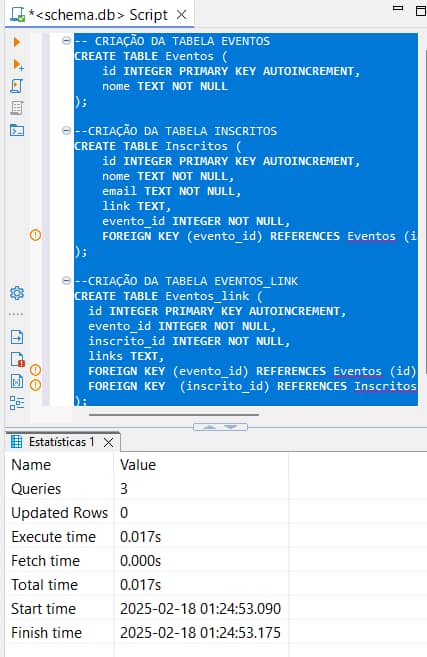 *<schema.db> Script
-- CRIAÇÃO DA TABELA EVENTOS
CREATE TABLE Eventos (
id INTEGER PRIMARY KEY AUTOINCREMENT,
nome TEXT NOT NULL
);
--CRIAÇÃO DA TABELA INSCRITOS
CREATE TABLE Inscritos (
id INTEGER PRIMARY KEY AUTOINCREMENT,
nome TEXT NOT NULL,
email TEXT NOT NULL,
link TEXT,
evento_id INTEGER NOT NULL,
FOREIGN KEY (evento_id) REFERENCES Eventos (i
);
--CRIAÇÃO DA TABELA EVENTOS_LINK
CREATE TABLE Eventos_link (
id INTEGER PRIMARY KEY AUTOINCREMENT,
evento_id INTEGER NOT NULL,
inscrito_id INTEGER NOT NULL,
links TEXT,
FOREIGN KEY (evento_id) REFERENCES Eventos (id)
FOREIGN KEY  (inscrito_id) REFERENCES Inscritos
);
Estatísticas 1
Name Value
Queries 3
Updated Rows 0
Execute time 0.017s
Fetch time 0.000s
Total time 0.017s
Start time 2025-02-18 01:24:53.090
Finish time 2025-02-18 01:24:53.175